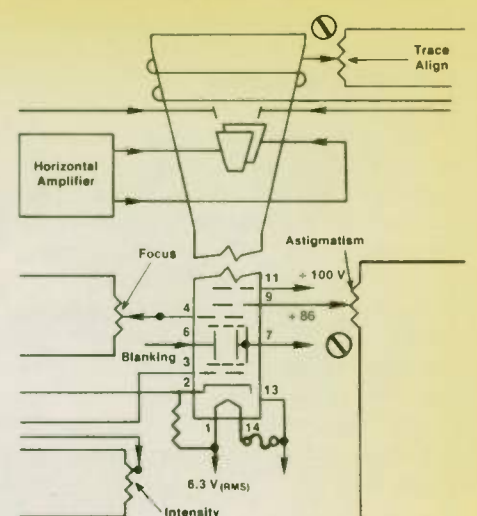 Trace
Align
Horizontal
Amplifier
Focus
Astigmatism
11
+ 100 V
9
4
+ 86
6
7
Blanking
3
2
13
1
14
6.3 V (RMS)
Intensity